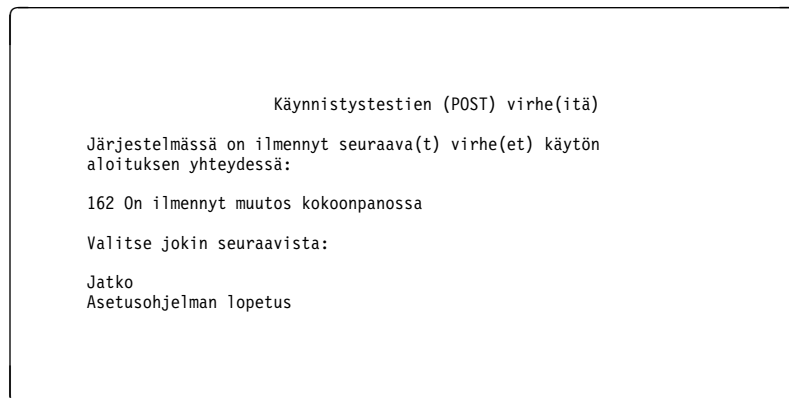 Käynnistystestien (POST) virhe(itä)
Järjestelmässä on ilmennyt seuraava(t) virhe(et) käytön
aloituksen yhteydessä:
162 On ilmennyt muutos kokoonpanossa
Valitse jokin seuraavista:
Jatko
Asetusohjelman lopetus